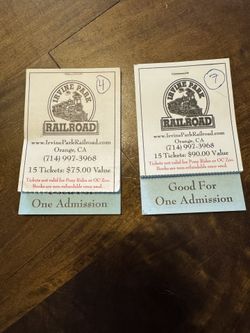 4
IRVINE PARK
RAILROAD
www.IrvineParkRailroad.com
Orange, CA
(714) 997-3968
15 Tickets: $75.00 Value
Tickets not valid for Pony Rides or OC Zoo.
Books are non-refundable once used.
One Admission
9
IRVINE PARK
RAILROAD
www.IrvineParkRailroad.com
Orange, CA
(714) 997-3968
15 Tickets: $90.00 Value
Tickets not valid for Pony Rides or OC Zoo.
Books are non-refundable once used.
Good For
One Admission